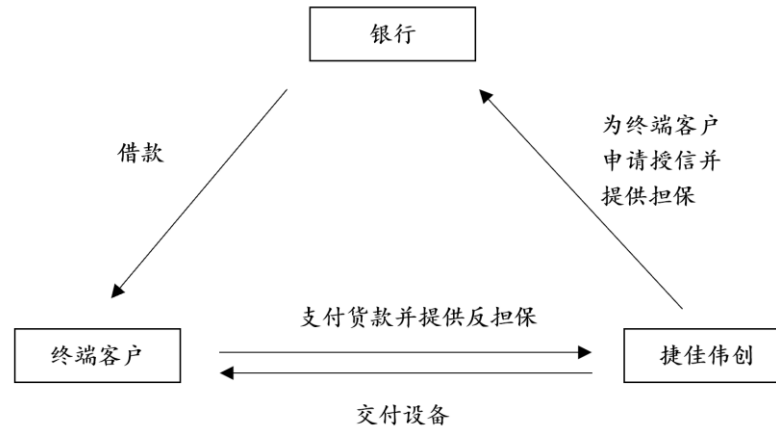 银行
借款
为终端客户
申请授信并
提供担保
支付货款并提供反担保
终端客户
捷佳伟创
交付设备